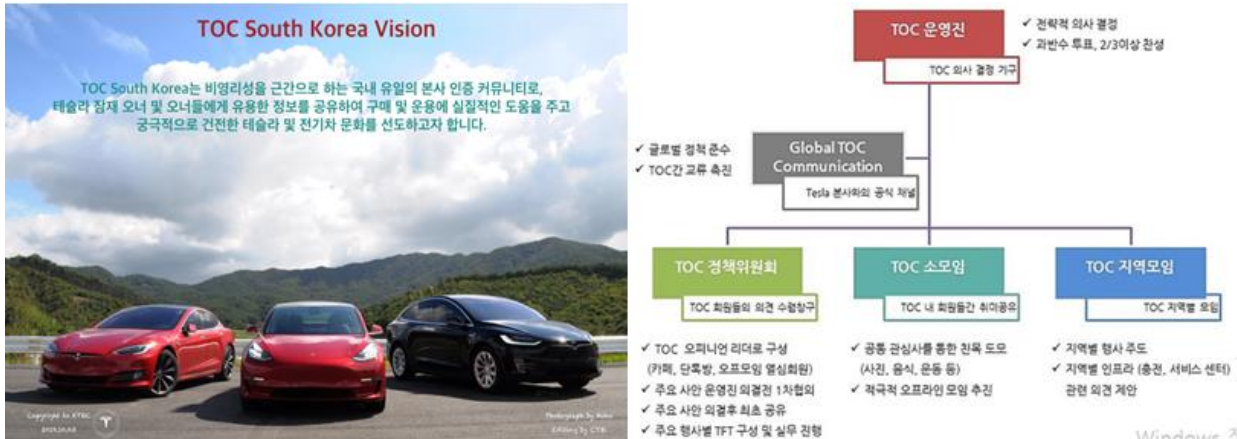 TOC South Korea Vision
TOC South Korea는 비영리성을 근간으로 하는 국내 유일의 본사 인증 커뮤니티로,
테슬라 잠재 오너 및 오너들에게 유용한 정보를 공유하여 구매 및 운용에 실질적인 도움을 주고
궁극적으로 건전한 테슬라 및 전기차 문화를 선도하고자 합니다.
Copyright to KTOC
Photograph by
Editing by CTB
TOC 운영진
TOC 의사 결정 기구
✓ 전략적 의사 결정
✓ 과반수 투표, 2/3이상 찬성
✓ 글로벌 정책 준수
✓ TOC간 교류 촉진
Global TOC
Communication
Tesla 본사와의 공식 채널
TOC 정책위원회
TOC 회원들의 의견 수렴창구
✓ TOC 오피니언 리더로 구성
(카페, 단톡방, 오프모임 열심회원)
✓ 주요 사안 운영진 의결전 1차협의
✓ 주요 사안 의결후 최초 공유
✓ 주요 행사별 TFT 구성 및 실무 진행
TOC 소모임
TOC 내 회원들간 취미공유
✓ 공통 관심사를 통한 친목 도모
(사진, 음식, 운동 등)
✓ 적극적 오프라인 모임 추진
TOC 지역모임
TOC 지역별 모임
✓ 지역별 행사 주도
✓ 지역별 인프라 (충전, 서비스 센터)
관련 의견 제안
Windows